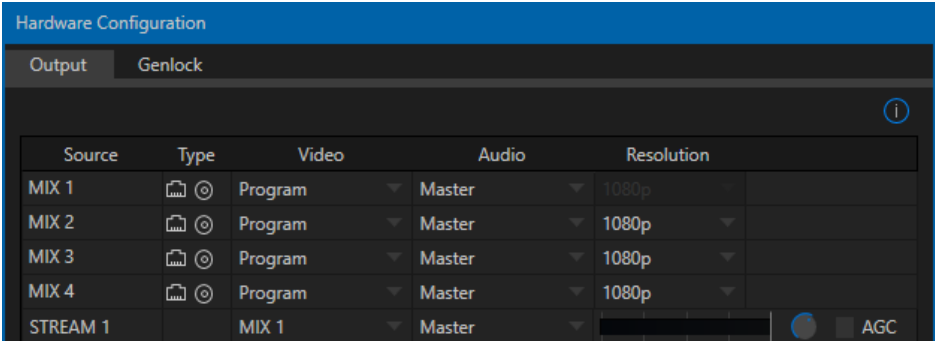 Hardware Configuration
Output Genlock
i
Source Type Video Audio Resolution
MIX 1 Program Master 1080p
MIX 2 Program Master 1080p
MIX 3 Program Master 1080p
MIX 4 Program Master 1080p
STREAM 1 MIX 1 Master AGC